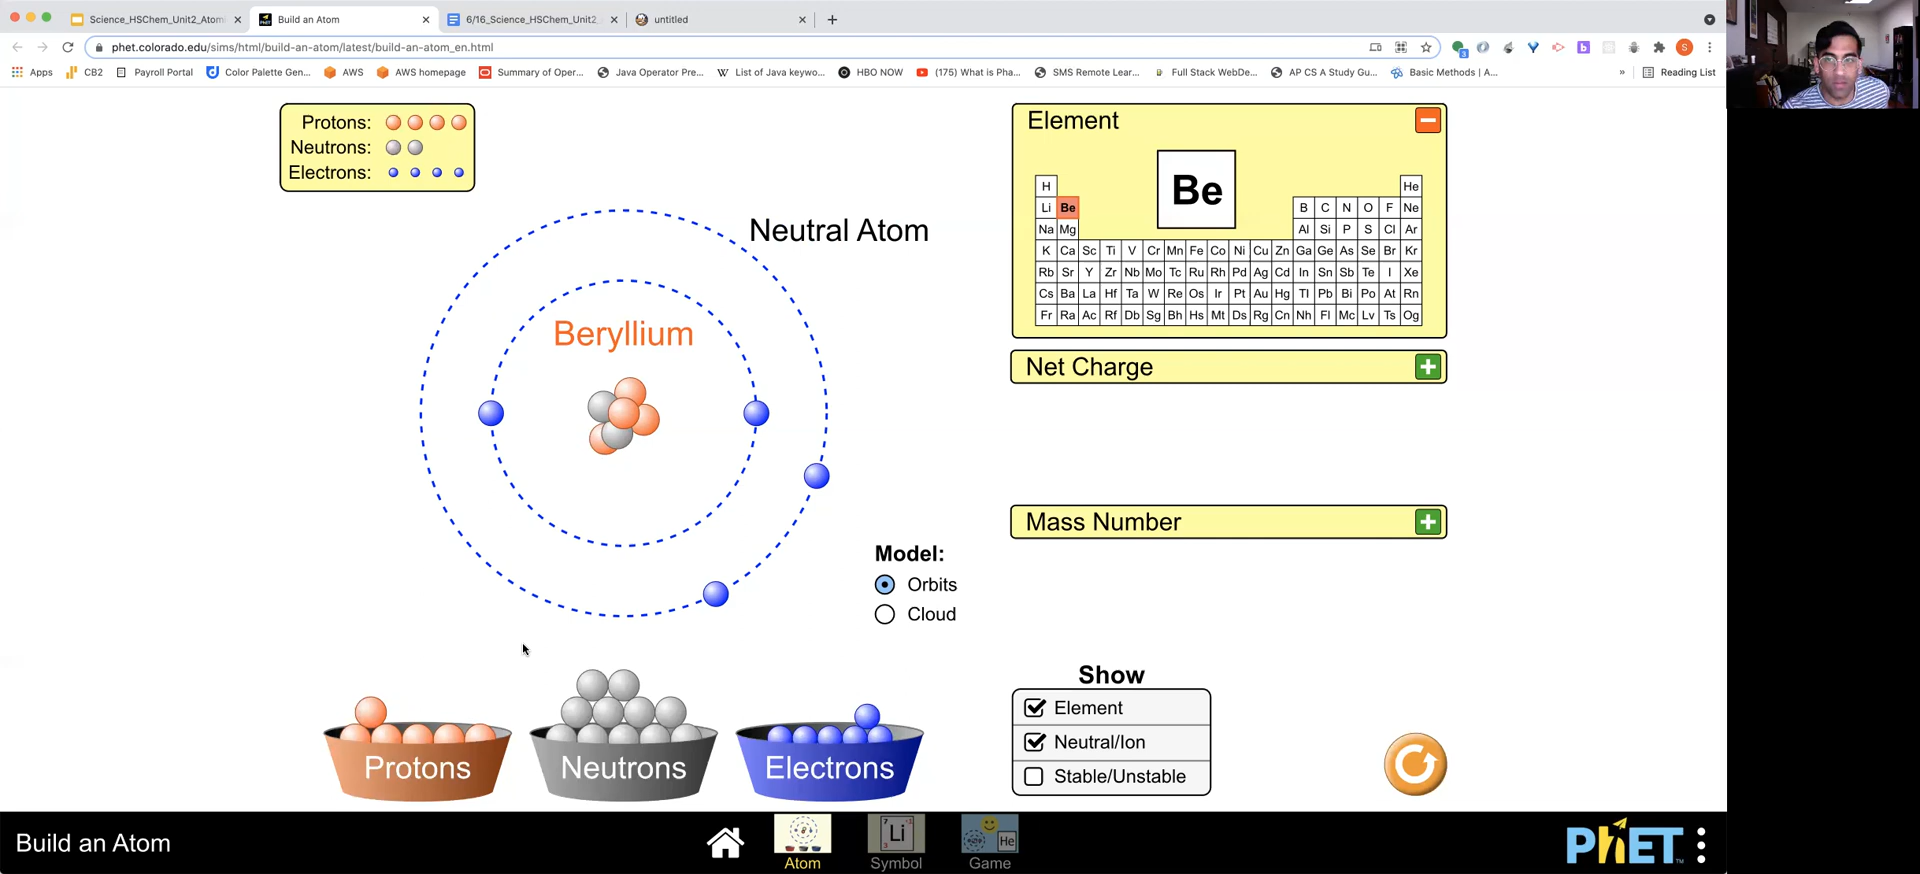 Science_HSChem_Unit2_Atomi
Build an Atom
6/16_Science_HSChem_Unit2_
untitled
phet.colorado.edu/sims/html/build-an-atom/latest/build-an-atom_en.html
Apps
CB2
Payroll Portal
Color Palette Gen...
AWS
AWS homepage
Summary of Oper...
Java Operator Pre...
List of Java keywo...
HBO NOW
(175) What is Pha...
SMS Remote Lear...
Full Stack WebDe...
AP CS A Study Gu...
Basic Methods | A...
»
Reading List
Protons:
Neutrons:
Electrons:
Neutral Atom
Beryllium
Element
Be
H He
Li Be B C N O F Ne
Na Mg Al Si P S Cl Ar
K Ca Sc Ti V Cr Mn Fe Co Ni Cu Zn Ga Ge As Se Br Kr
Rb Sr Y Zr Nb Mo Tc Ru Rh Pd Ag Cd In Sn Sb Te I Xe
Cs Ba La Hf Ta W Re Os Ir Pt Au Hg Tl Pb Bi Po At Rn
Fr Ra Ac Rf Db Sg Bh Hs Mt Ds Rg Cn Nh Fl Mc Lv Ts Og
Net Charge
Mass Number
Model:
Orbits
Cloud
Show
Element
Neutral/Ion
Stable/Unstable
Protons
Neutrons
Electrons
Build an Atom
Atom
Li
Symbol
He
Game
PhET